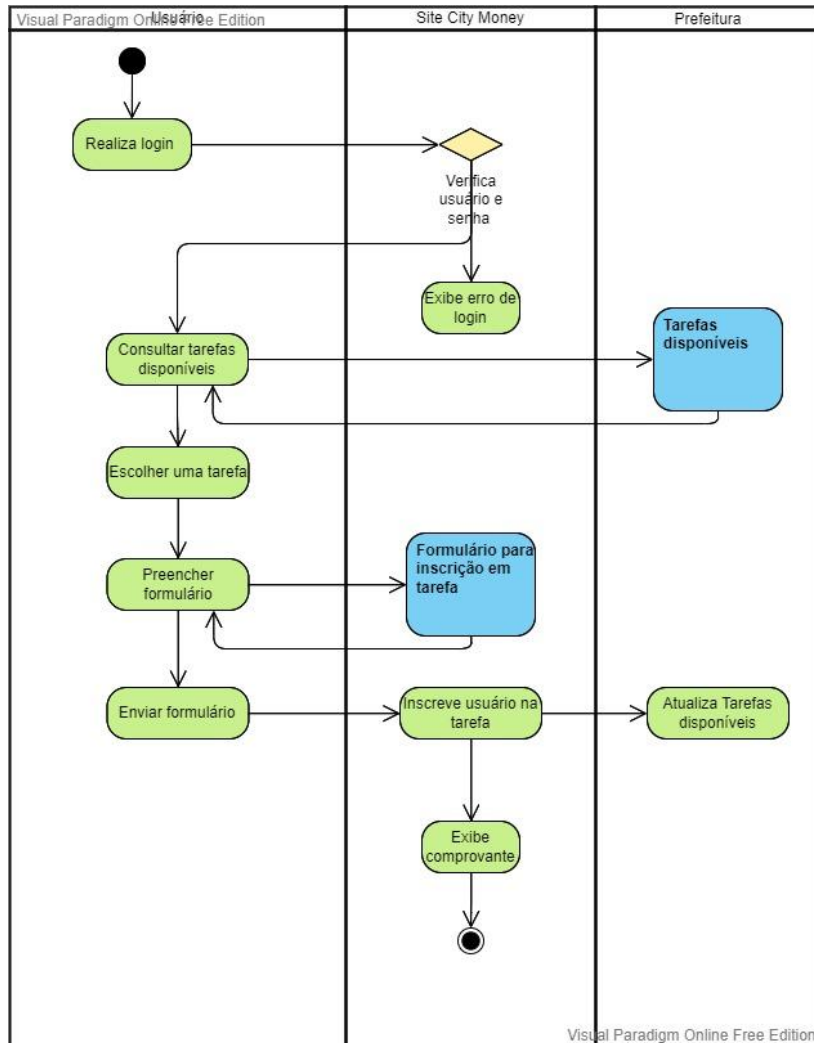 Visual Paradigm Online Free Edition
Usuário
Site City Money
Prefeitura
Realiza login
Verifica
usuário e
senha
Exibe erro de
login
Tarefas
disponíveis
Consultar tarefas
disponíveis
Escolher uma tarefa
Formulário para
inscrição em
tarefa
Preencher
formulário
Enviar formulário
Inscreve usuário na
tarefa
Atualiza Tarefas
disponíveis
Exibe
comprovante
Visual Paradigm Online Free Edition